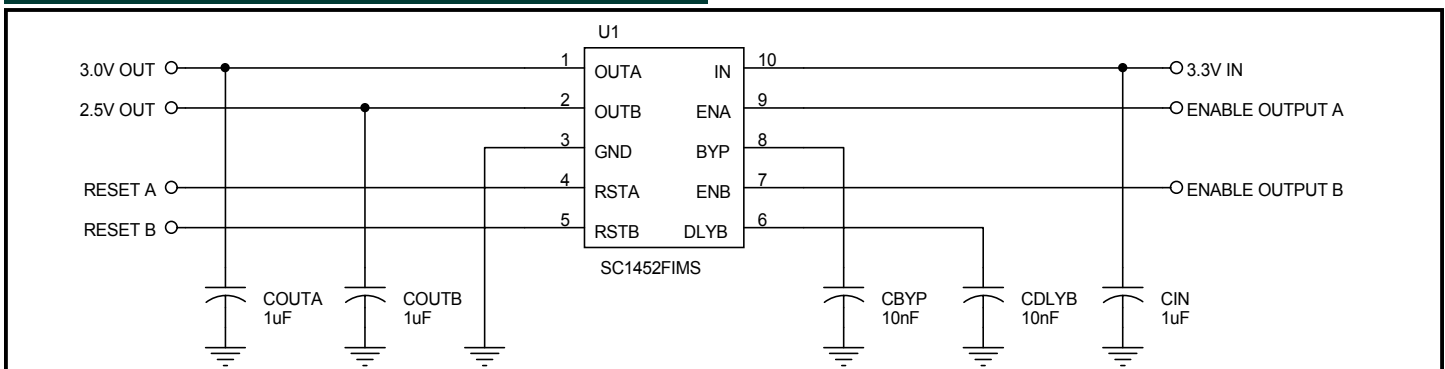 U1
3.0V OUT 1 OUTA IN 10 3.3V IN
2.5V OUT 2 OUTB ENA 9 ENABLE OUTPUT A
3 GND BYP 8
RESET A 4 RSTA ENB 7 ENABLE OUTPUT B
RESET B 5 RSTB DLYB 6
SC1452FIMS
COUTA COUTB CBYP CDLYB CIN
1uF 1uF 10nF 10nF 1uF